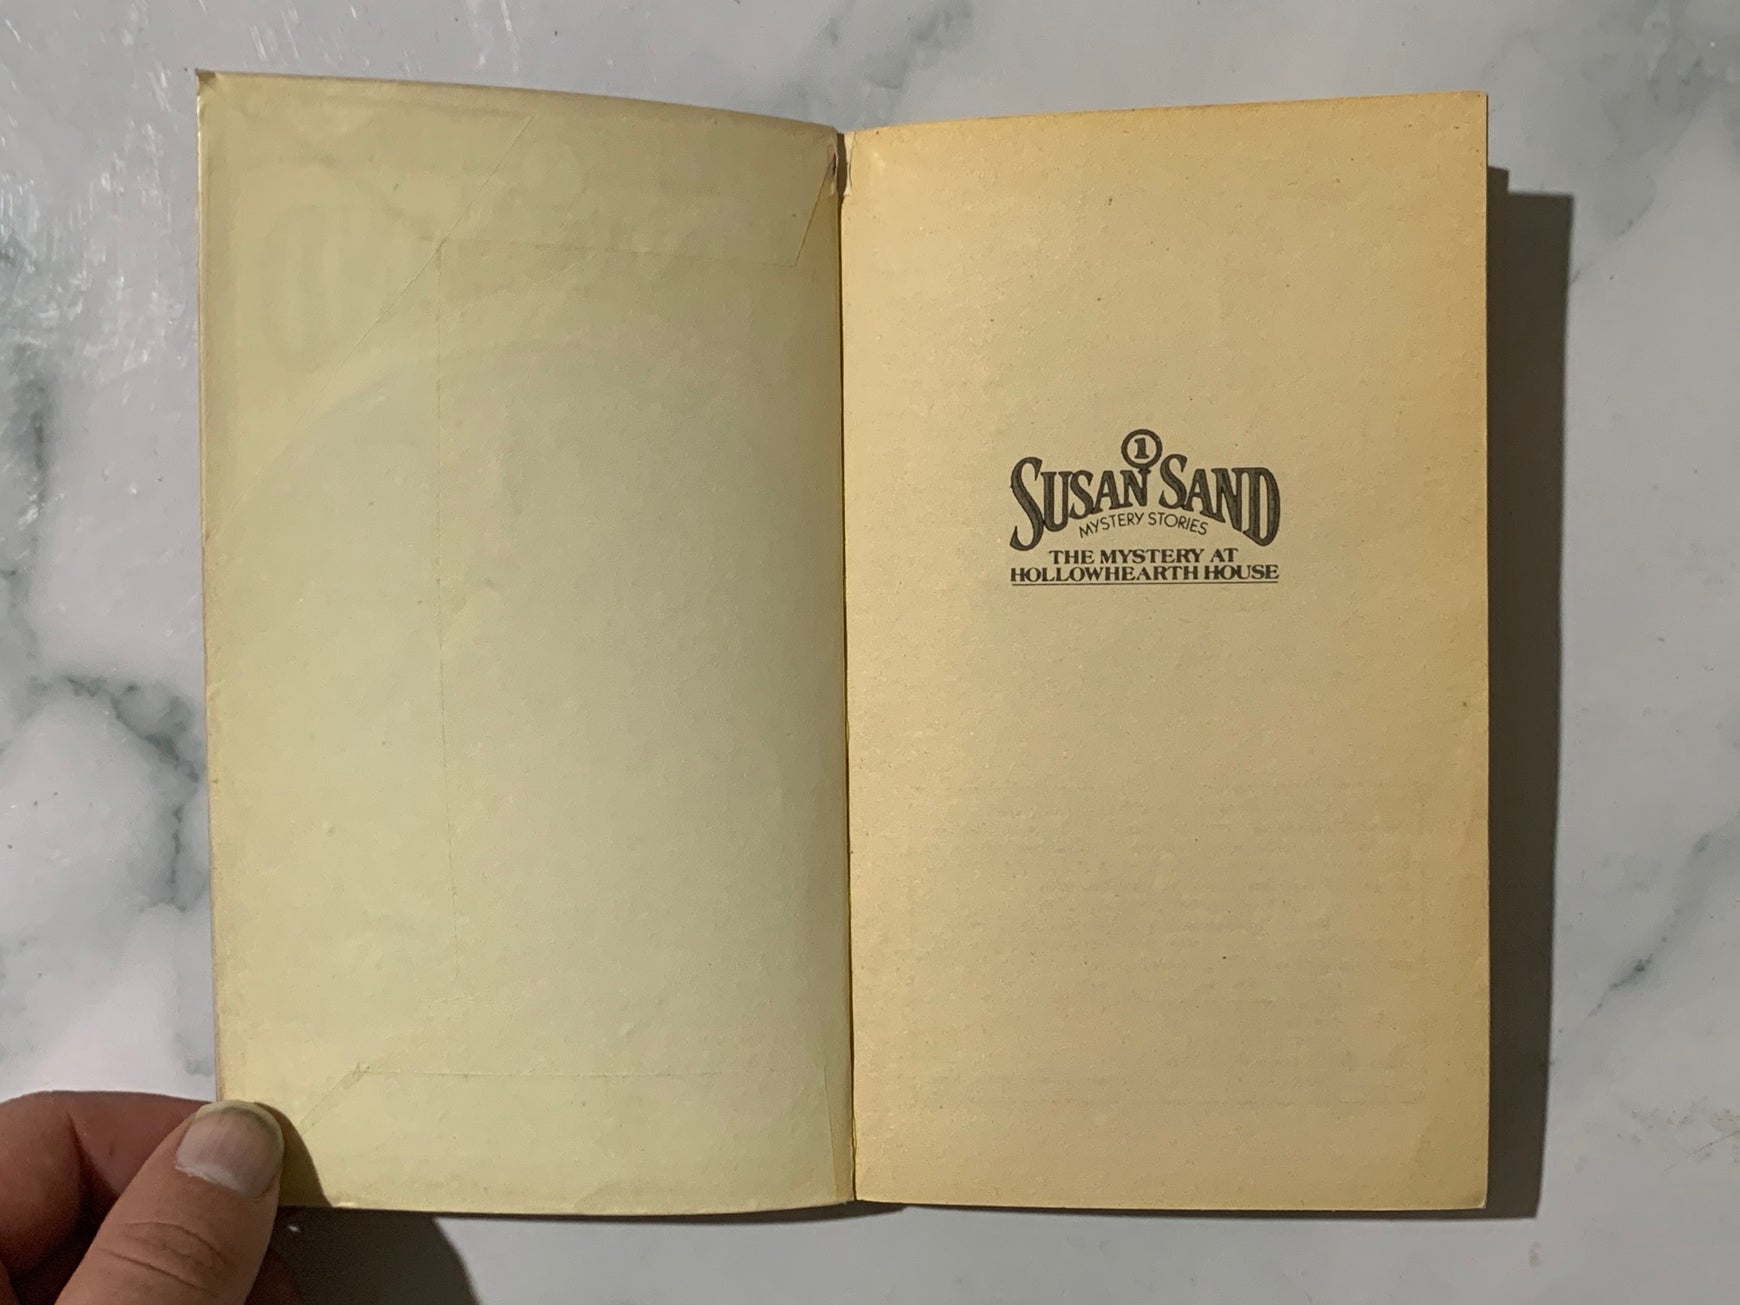 1
SUSAN SAND
MYSTERY STORIES
THE MYSTERY AT
HOLLOWHEARTH HOUSE